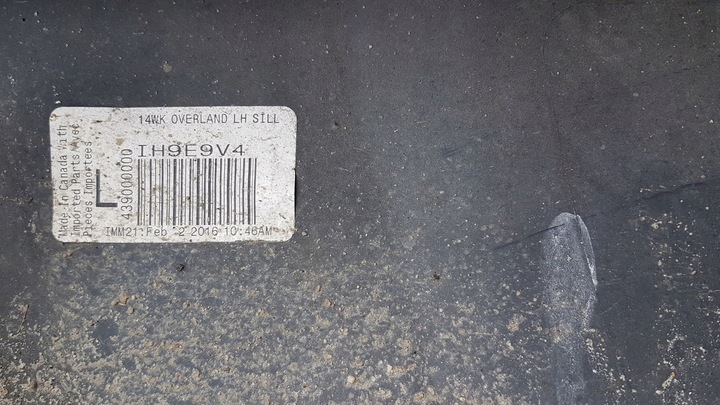 14WK OVERLAND LH SILL
IH9E9V4
L
439000000
Made In Canada With
Imported Parts Avec
Pieces Importees
IMM21:Feb 2 2016 10:46AM